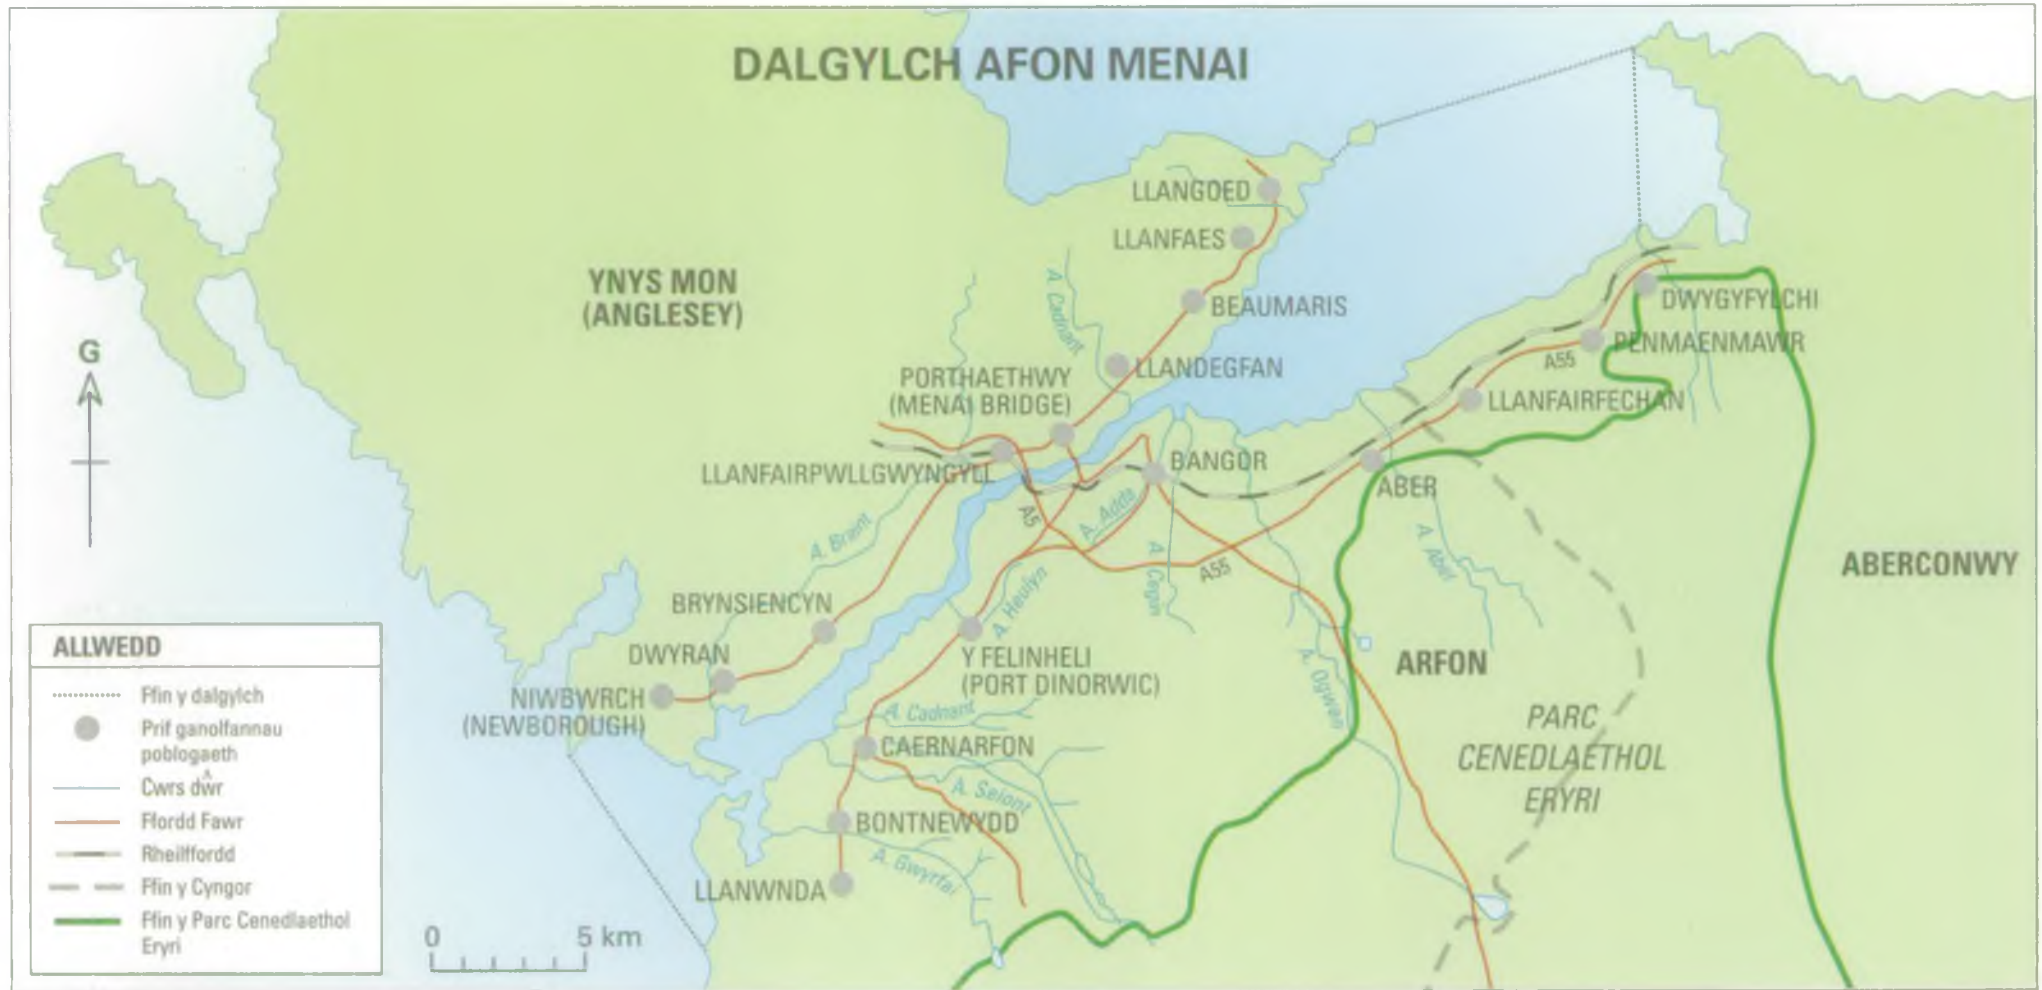 DALGYLCH AFON MENAI
LLANGOED
LLANFAES
YNYS MON
(ANGLESEY)
A. Cadnant
BEAUMARIS
DWYGYFYLCHI
G
PENMAENMAWR
A55
LLANDEGFAN
PORTHAETHWY
(MENAI BRIDGE)
LLANFAIRFECHAN
LLANFAIRPWLLGWYNGYLL
BANGOR
ABER
A5
A. Adda
A. Braint
A. Cegin
A55
A. Aber
ABERCONWY
A. Heulyn
BRYNSIENCYN
DWYRAN
Y FELINHELI
(PORT DINORWIC)
ARFON
A. Ogwen
NIWBWRCH
(NEWBOROUGH)
A. Cadnant
PARC
CENEDLAETHOL
ERYRI
CAERNARFON
A. Seiont
BONTNEWYDD
A. Gwyrfai
LLANWNDA
ALLWEDD
Ffin y dalgylch
Prif ganolfannau
poblogaeth
Cwrs dŵr
Ffordd Fawr
Rheilffordd
Ffin y Cyngor
Ffin y Parc Cenedlaethol
Eryri
0 5 km